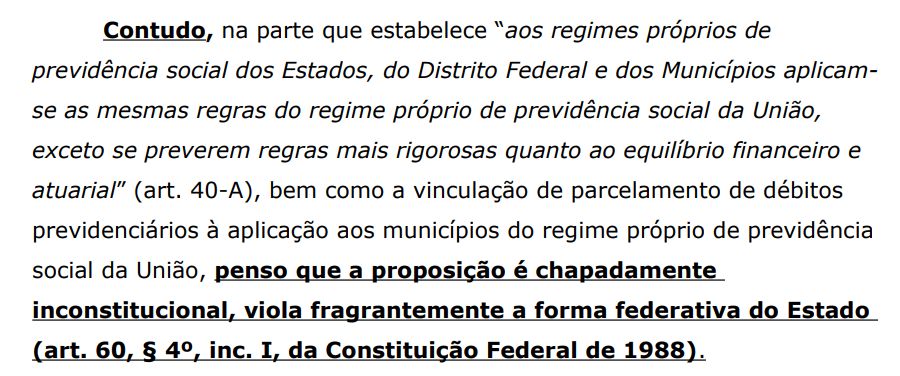 Contudo, na parte que estabelece “aos regimes próprios de
previdência social dos Estados, do Distrito Federal e dos Municípios aplicam-
se as mesmas regras do regime próprio de previdência social da União,
exceto se preverem regras mais rigorosas quanto ao equilíbrio financeiro e
atuarial” (art. 40-A), bem como a vinculação de parcelamento de débitos
previdenciários à aplicação aos municípios do regime próprio de previdência
social da União, penso que a proposição é chapadamente
inconstitucional, viola fragrantemente a forma federativa do Estado
(art. 60, § 4º, inc. I, da Constituição Federal de 1988).